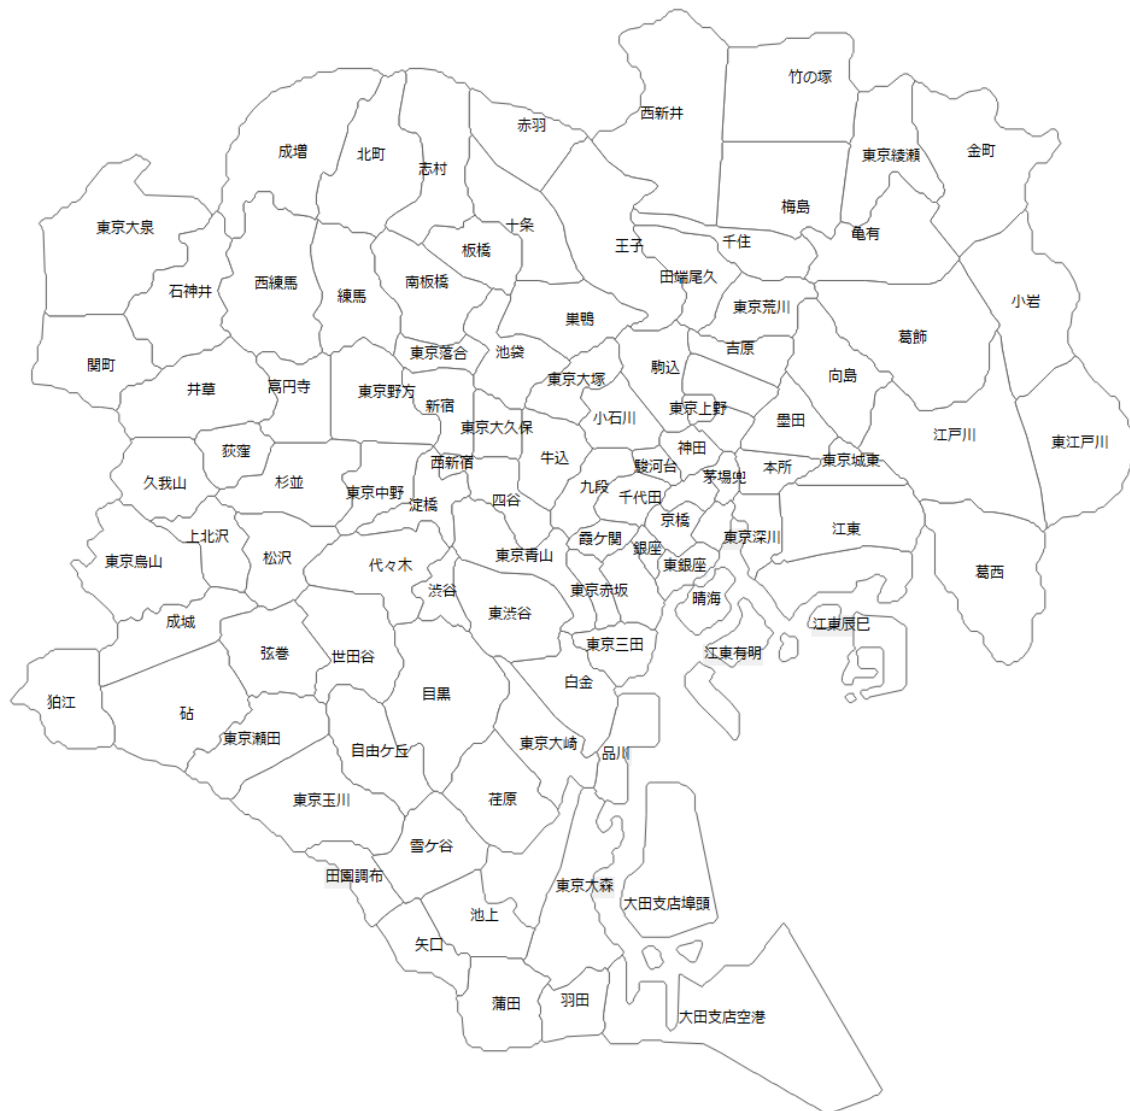 竹の塚
西新井
赤羽
成増
北町
志村
東京綾瀬
金町
梅島
東京大泉
十条
王子
千住
亀有
板橋
西練馬
南板橋
田端尾久
石神井
練馬
東京荒川
小岩
巣鴨
葛飾
吉原
東京落合
池袋
関町
駒込
向島
井草
高円寺
東京野方
東京大塚
新宿
東京上野
小石川
墨田
東京大久保
江戸川
東江戸川
荻窪
神田
牛込
西新宿
駿河台
本所
東京城東
久我山
杉並
東京中野
九段
茅場兜
四谷
千代田
淀橋
京橋
江東
上北沢
東京深川
霞ケ関
銀座
東京烏山
松沢
東京青山
代々木
東銀座
葛西
渋谷
東京赤坂
晴海
東渋谷
成城
江東辰巳
東京三田
弦巻
世田谷
江東有明
白金
目黒
狛江
砧
東京瀬田
東京大崎
自由ケ丘
品川
東京玉川
荏原
雪ケ谷
田園調布
東京大森
大田支店埠頭
池上
矢口
蒲田
羽田
大田支店空港